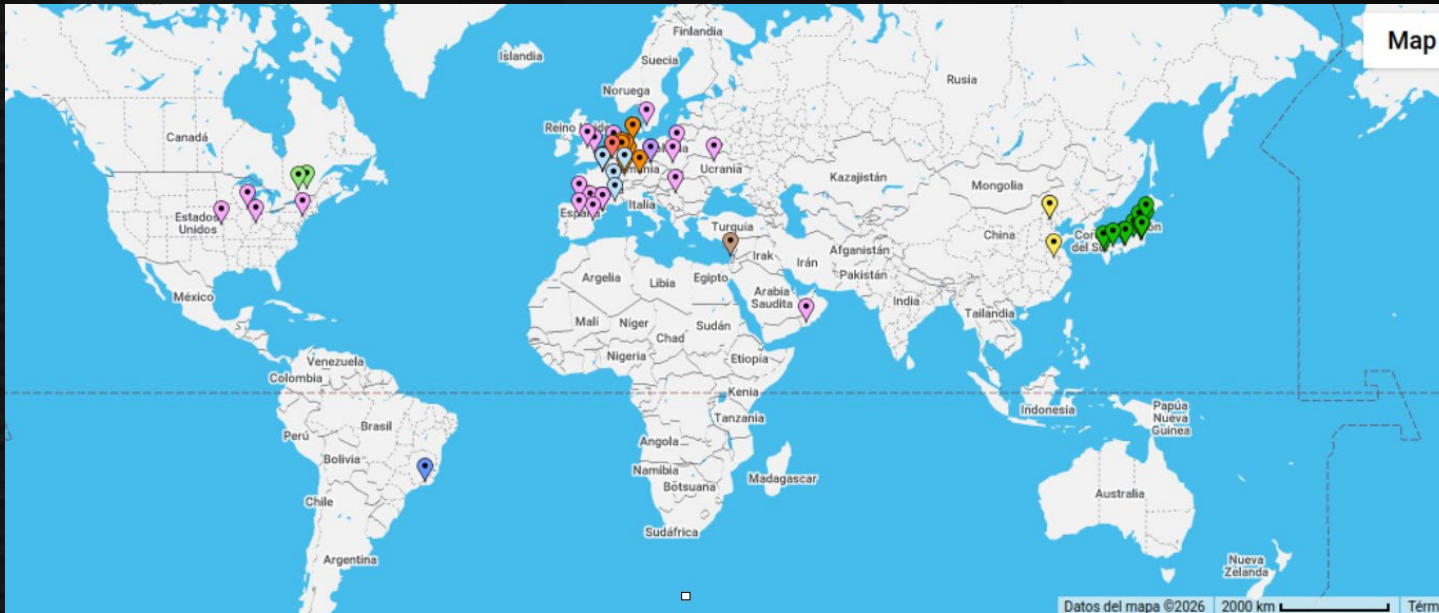 Map
Finlandia
Islandia
Suecia
Rusia
Noruega
Reino
Canadá
Ucrania
Kazajistán
Mongolia
Italia
España
Estados
Unidos
Turquía
China
del
Irak
Irán
Afganistán
Pakistán
Argelia
Libia
Egipto
Arabia
Saudita
India
México
Tailandia
Malí
Níger
Sudán
Chad
Nigeria
Etiopía
Venezuela
Colombia
Kenia
Indonesia
Papúa
Nueva
Guinea
Tanzania
Perú
Brasil
Angola
Bolivia
Namibia
Botsuana
Madagascar
Chile
Australia
Sudáfrica
Argentina
Nueva
Zelanda
Datos del mapa ©2026
2000 km
Térm